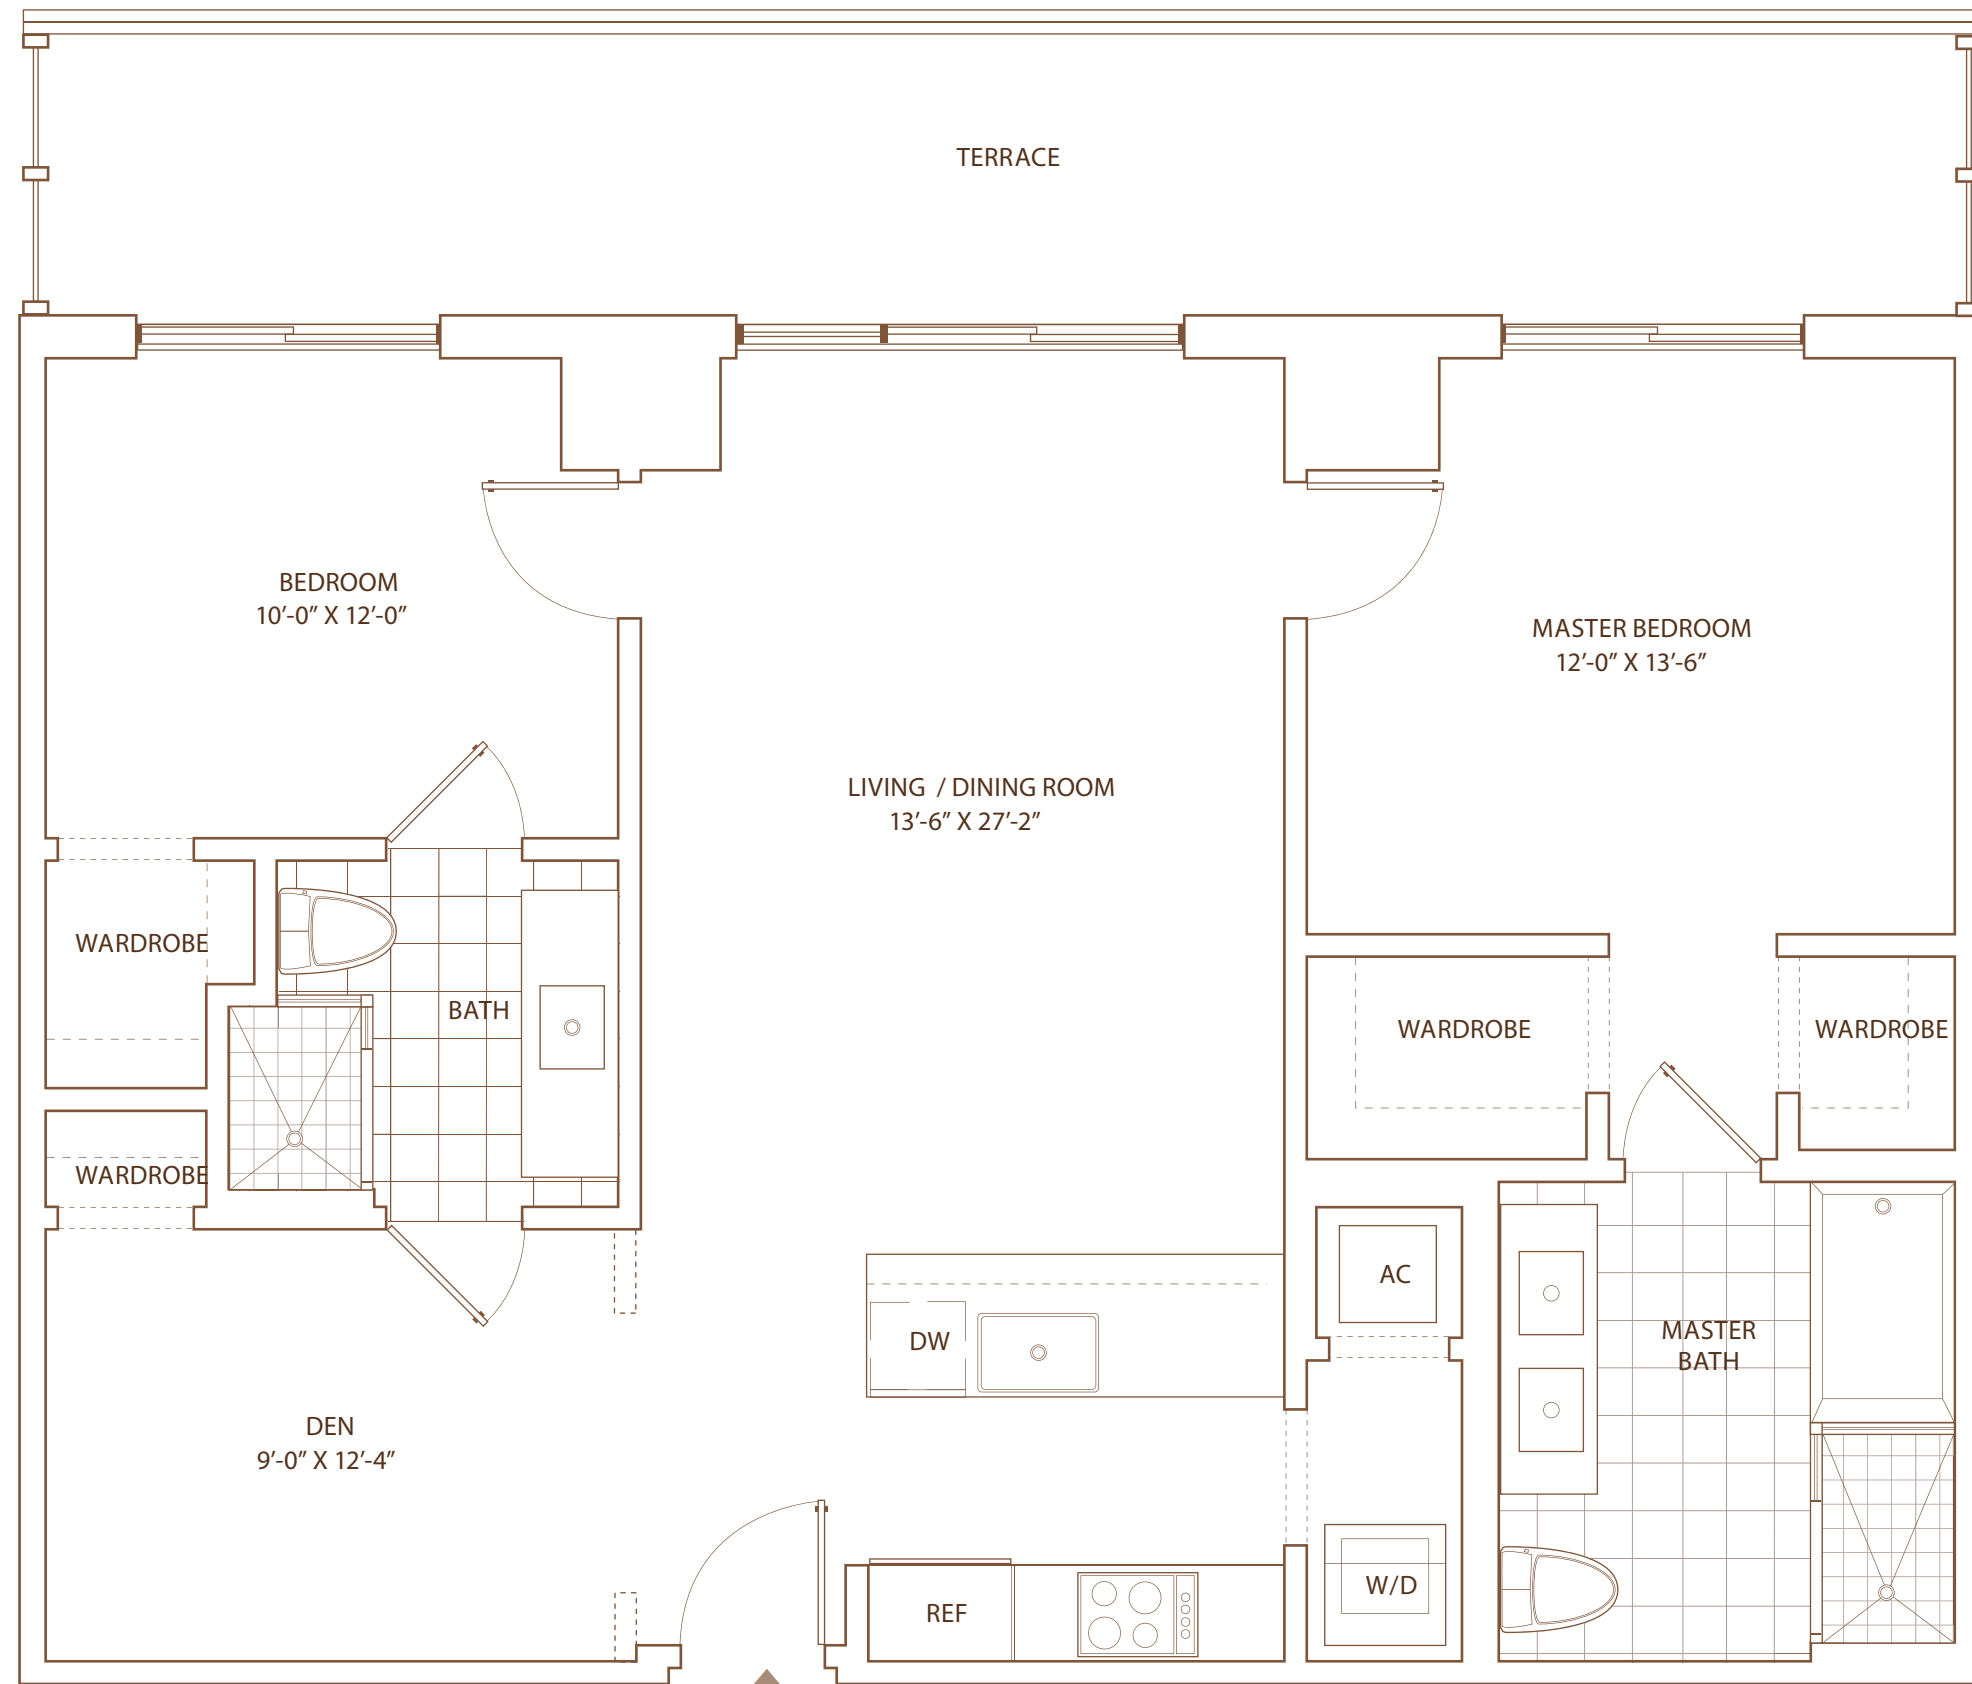 TERRACE
BEDROOM
10’-0” X 12’-0”
MASTER BEDROOM
12’-0” X 13’-6”
LIVING / DINING ROOM
13’-6” X 27’-2”
WARDROBE
BATH
WARDROBE
WARDROBE
WARDROBE
AC
DW
MASTER
BATH
DEN
9’-0” X 12’-4”
W/D
REF